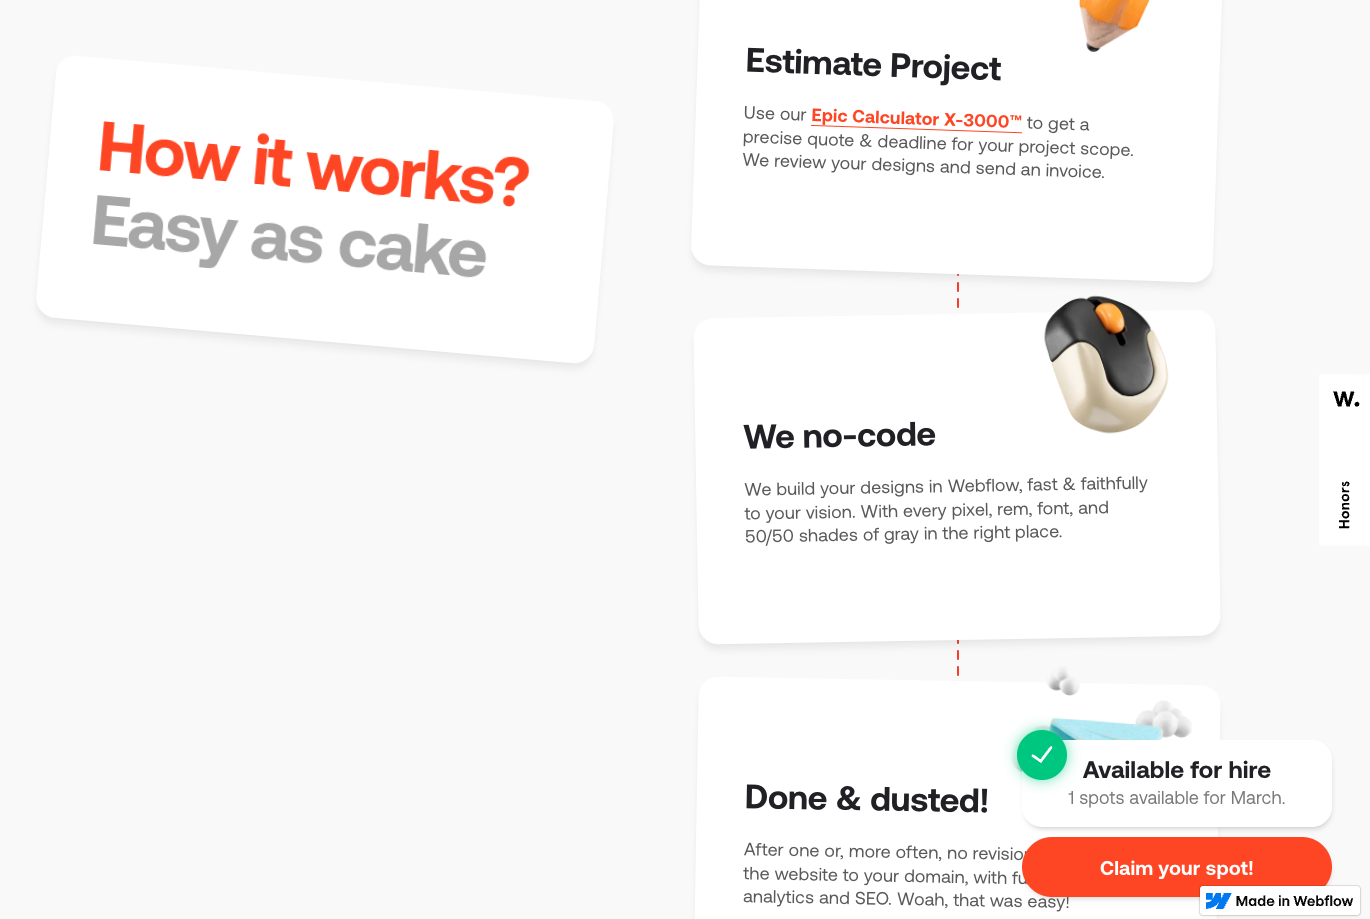 How it works?
Easy as cake
Estimate Project
Use our Epic Calculator X-3000™ to get a
precise quote & deadline for your project scope.
We review your designs and send an invoice.
We no-code
We build your designs in Webflow, fast & faithfully
to your vision. With every pixel, rem, font, and
50/50 shades of gray in the right place.
W.
Honors
Done & dusted!
After one or, more often, no
the website to your domain, with
analytics and SEO. Woah, that was easy!
Available for hire
1 spots available for March.
Claim your spot!
Made in Webflow